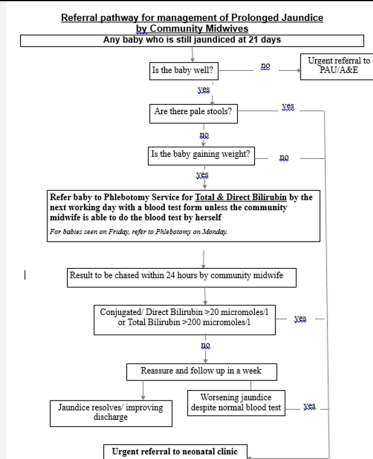 Referral pathway for management of Prolonged Jaundice
by Community Midwives
Any baby who is still jaundiced at 21 days
Is the baby well?
no
Urgent referral to
PAU/A&E
yes
Are there pale stools?
yes
no
Is the baby gaining weight?
no
yes
Refer baby to Phlebotomy Service for Total & Direct Bilirubin by the
next working day with a blood test form unless the community
midwife is able to do the blood test by herself
For babies seen on Friday, refer to Phlebotomy on Monday.
Result to be chased within 24 hours by community midwife
Conjugated/ Direct Bilirubin >20 micromoles/l
or Total Bilirubin >200 micromoles/l
yes
no
Reassure and follow up in a week
Jaundice resolves/ improving
discharge
Worsening jaundice
despite normal blood test
yes
Urgent referral to neonatal clinic